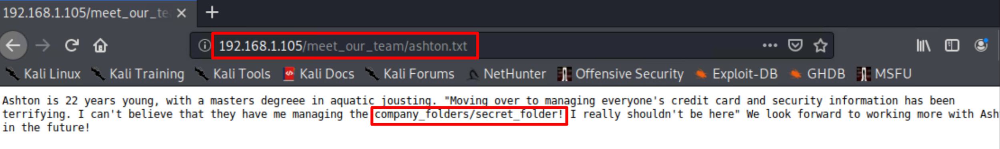 192.168.1.105/meet_our_te
192.168.1.105/meet_our_team/ashton.txt
Kali Linux Kali Training Kali Tools Kali Docs Kali Forums NetHunter Offensive Security Exploit-DB GHDB MSFU
Ashton is 22 years young, with a masters degreee in aquatic jousting. "Moving over to managing everyone's credit card and security information has been
terrifying. I can't believe that they have me managing the company_folders/secret_folder! I really shouldn't be here" We look forward to working more with Ash
in the future!